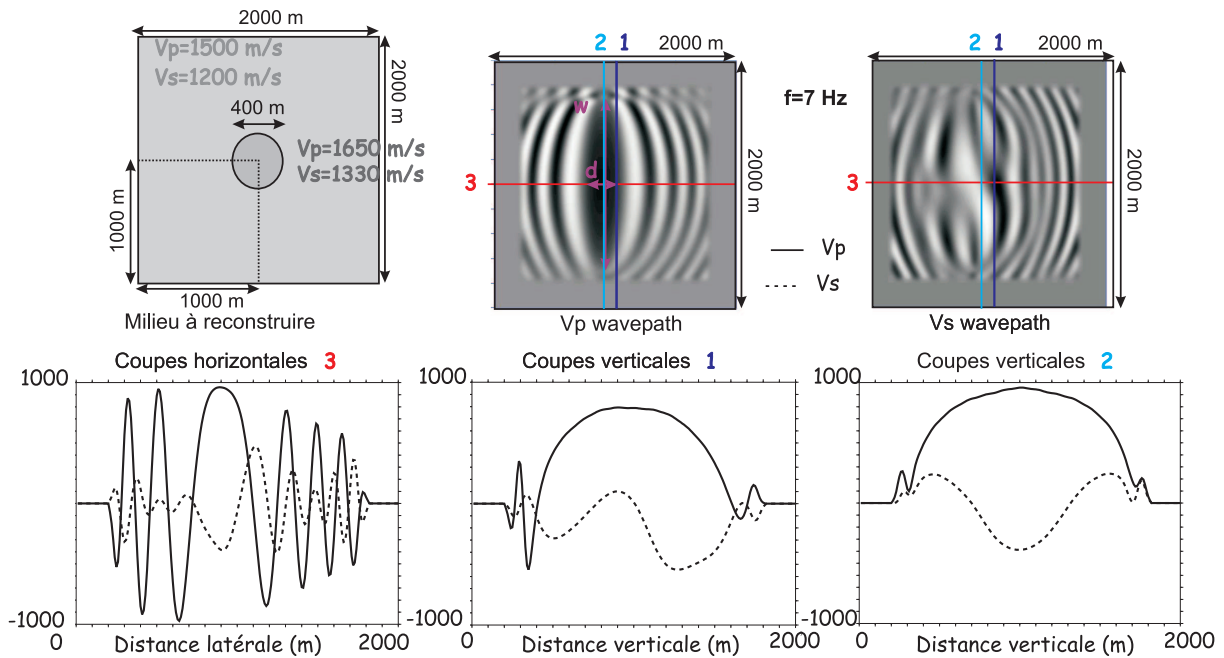 2000 m
Vp=1500 m/s
Vs=1200 m/s
400 m
Vp=1650 m/s
Vs=1330 m/s
2000 m
1000 m
1000 m
Milieu à reconstruire
2 1 2000 m
w
d
3
2000 m
Vp wavepath
f=7 Hz
Vp
Vs
2 1 2000 m
3
2000 m
Vs wavepath
Coupes horizontales 3
1000
-1000
0 Distance latérale (m) 2000
Coupes verticales 1
1000
-1000
0 Distance verticale (m) 2000
Coupes verticales 2
1000
-1000
0 Distance verticale (m) 2000